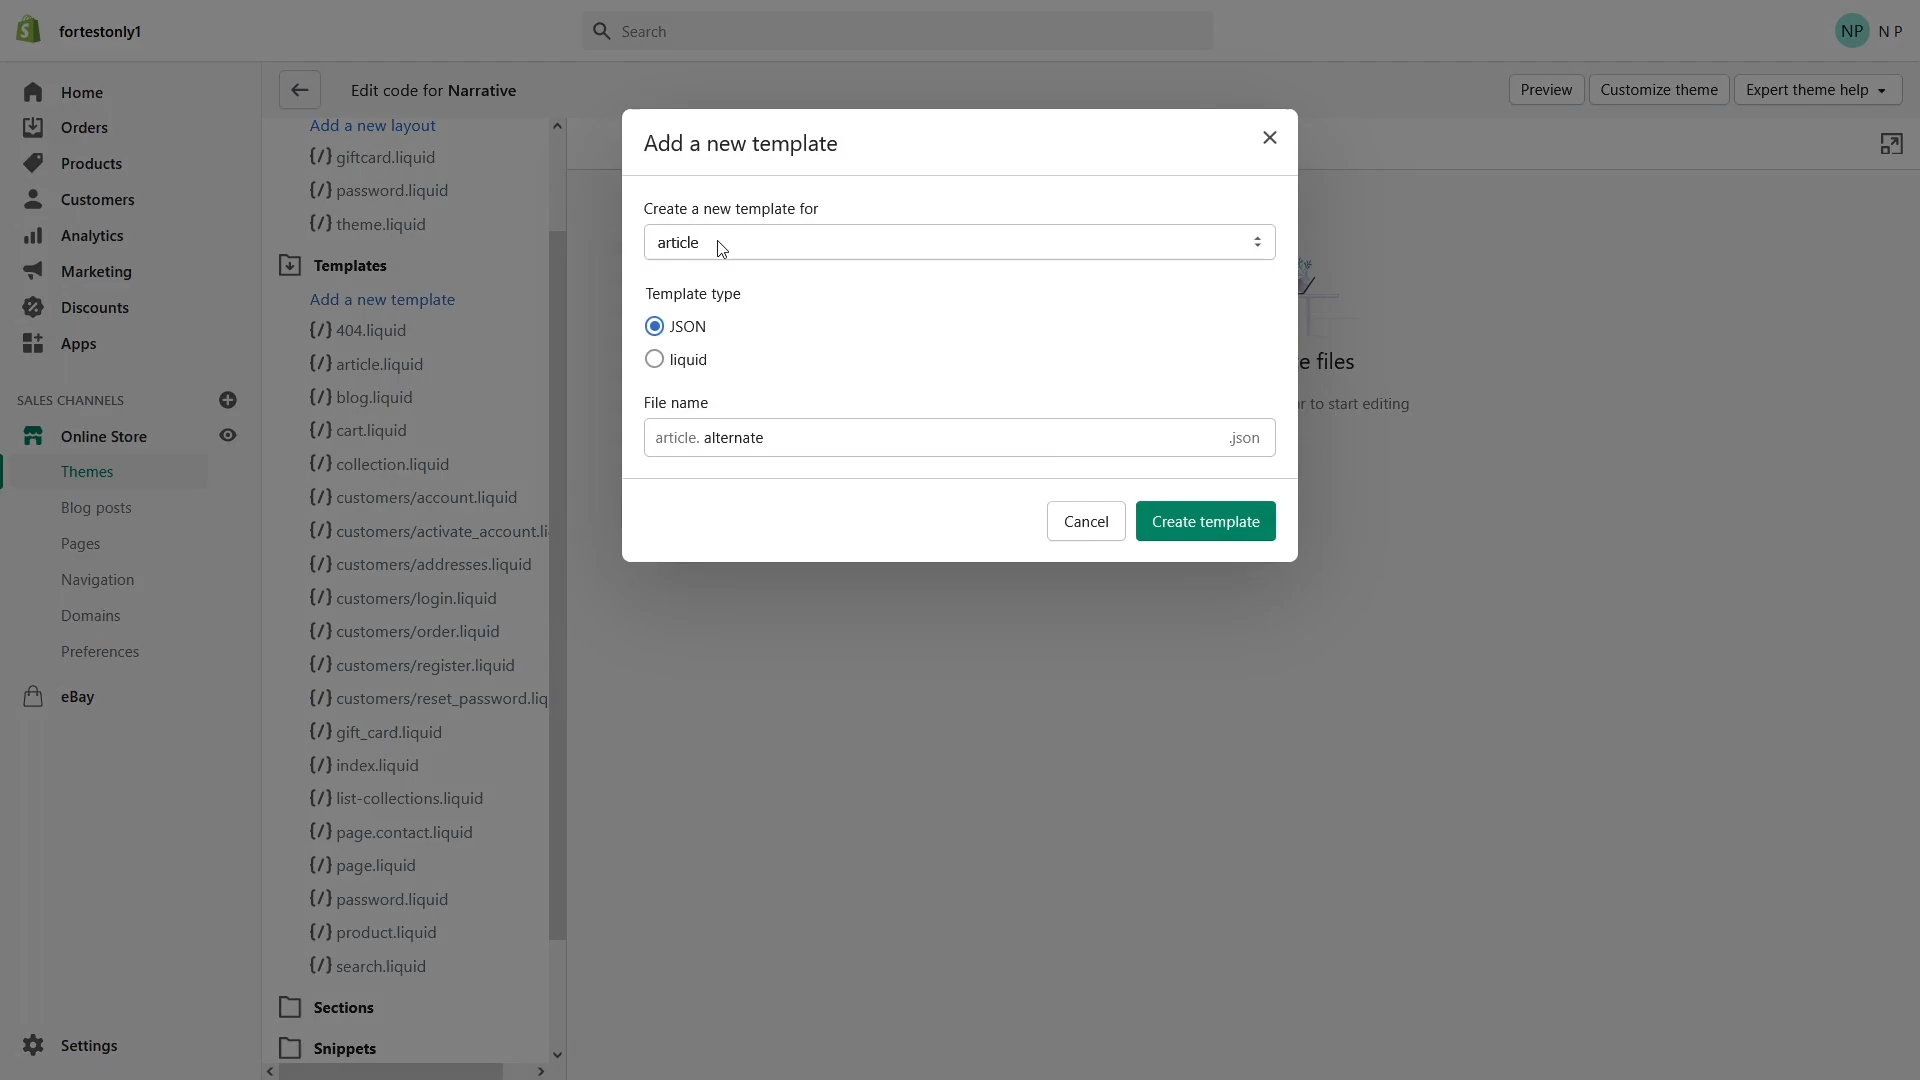 fortestonly1
Search
NP
N P
Home
Orders
Products
Customers
Analytics
Marketing
Discounts
Apps
SALES CHANNELS
Online Store
Themes
Blog posts
Pages
Navigation
Domains
Preferences
eBay
Settings
Edit code for Narrative
Preview
Customize theme
Expert theme help
Add a new layout
{/} giftcard.liquid
{/} password.liquid
{/} theme.liquid
Templates
Add a new template
{/} 404.liquid
{/} article.liquid
{/} blog.liquid
{/} cart.liquid
{/} collection.liquid
{/} customers/account.liquid
{/} customers/activate_account.li
{/} customers/addresses.liquid
{/} customers/login.liquid
{/} customers/order.liquid
{/} customers/register.liquid
{/} customers/reset_password.liq
{/} gift_card.liquid
{/} index.liquid
{/} list-collections.liquid
{/} page.contact.liquid
{/} page.liquid
{/} password.liquid
{/} product.liquid
{/} search.liquid
Sections
Snippets
Add a new template
Create a new template for
article
Template type
JSON
liquid
File name
article. alternate .json
Cancel
Create template
e files
r to start editing